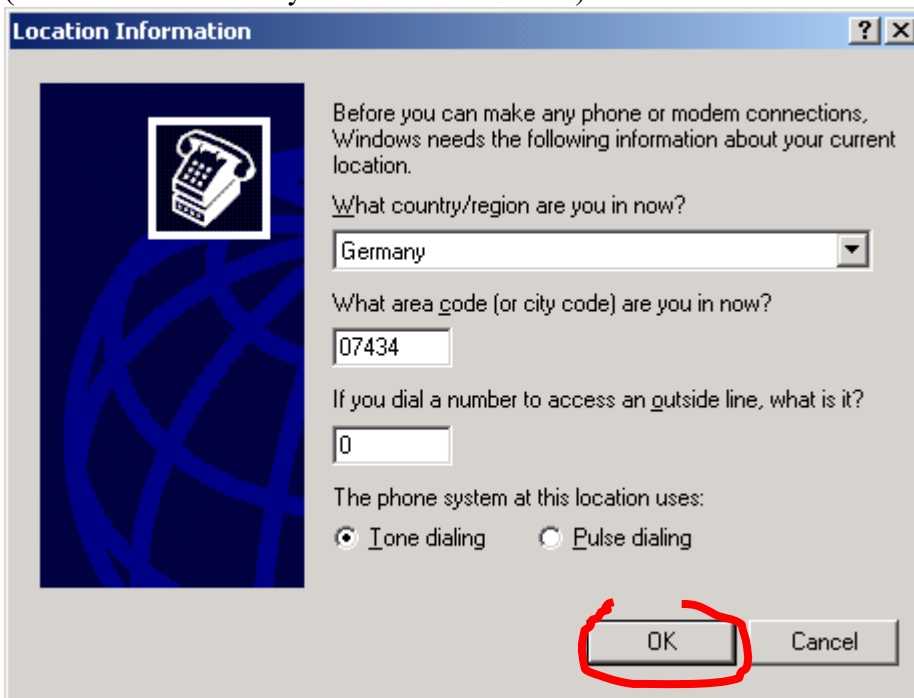 Location Information
Before you can make any phone or modem connections,
Windows needs the following information about your current
location.
What country/region are you in now?
Germany
What area code (or city code) are you in now?
07434
If you dial a number to access an outside line, what is it?
0
The phone system at this location uses:
Tone dialing Pulse dialing
OK Cancel